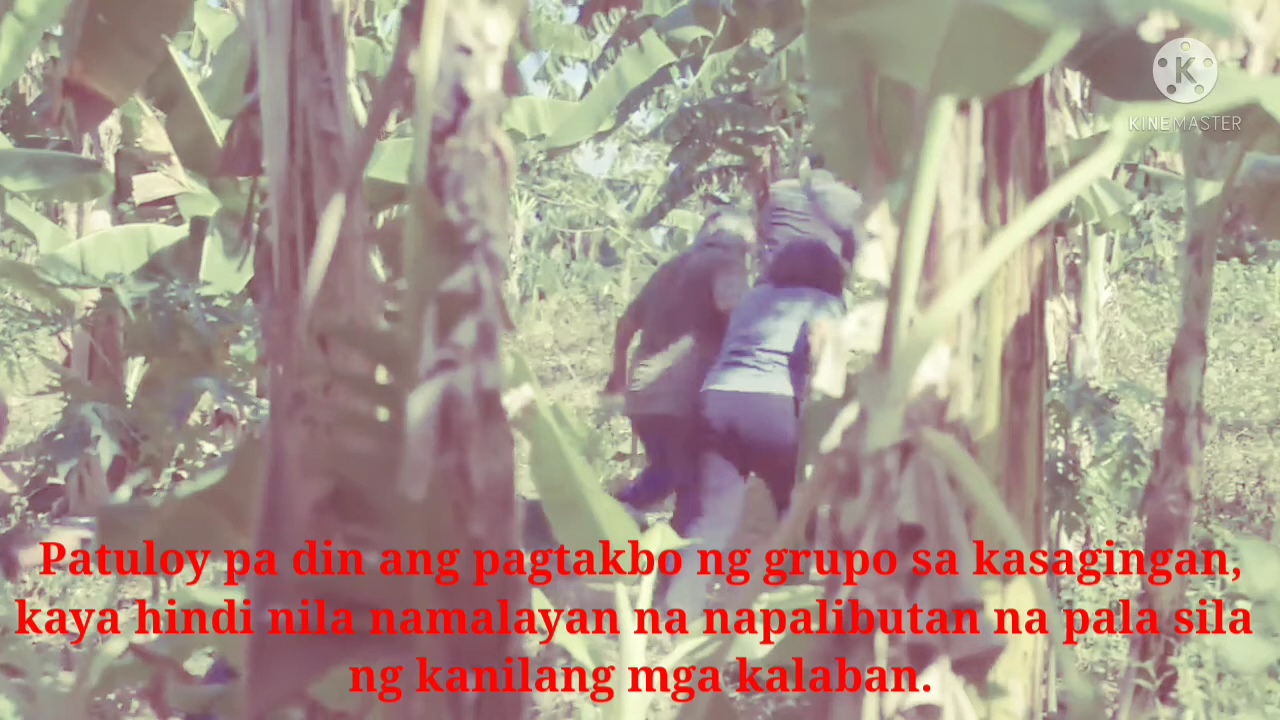 K
KINEMASTER
Patuloy pa din ang pagtakbo ng grupo sa kasagingan,
kaya hindi nila namalayan na napalibutan na pala sila
ng kanilang mga kalaban.